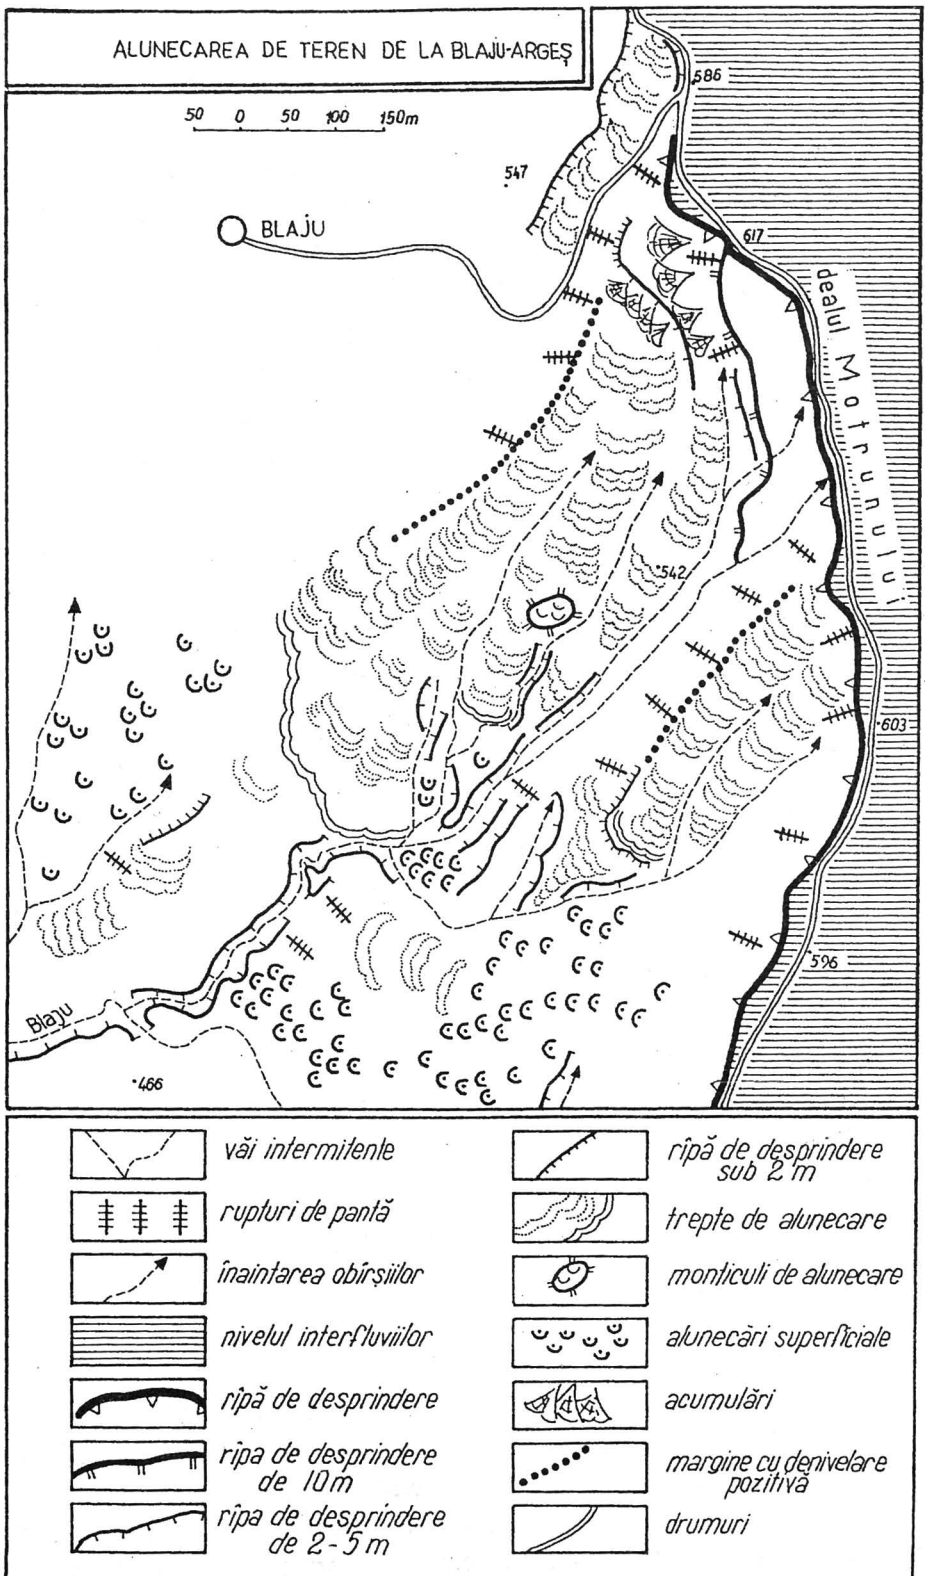 ALUNECAREA DE TEREN DE LA BLAJU-ARGEȘ
50 0 50 100 150m
686
547
BLAJU
617
dealul Motrunului
542
603
596
Blaju
466
văi intermitente
rupturi de pantă
înaintarea obîrșiilor
nivelul interfluviilor
rîpă de desprindere
rîpa de desprindere
de 10m
rîpa de desprindere
de 2-5 m
rîpă de desprindere
sub 2 m
trepte de alunecare
monticuli de alunecare
alunecări superficiale
acumulări
margine cu denivelare
pozitivă
drumuri